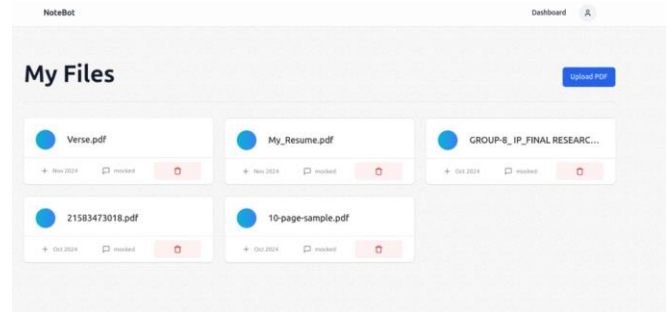 NoteBot Dashboard
My Files
Upload PDF
Verse.pdf
+ Nov 2024 mocked
My_Resume.pdf
+ Nov 2024 mocked
GROUP-8_ IP_FINAL RESEARC...
+ Oct 2024 mocked
21583473018.pdf
+ Oct 2024 mocked
10-page-sample.pdf
+ Oct 2024 mocked